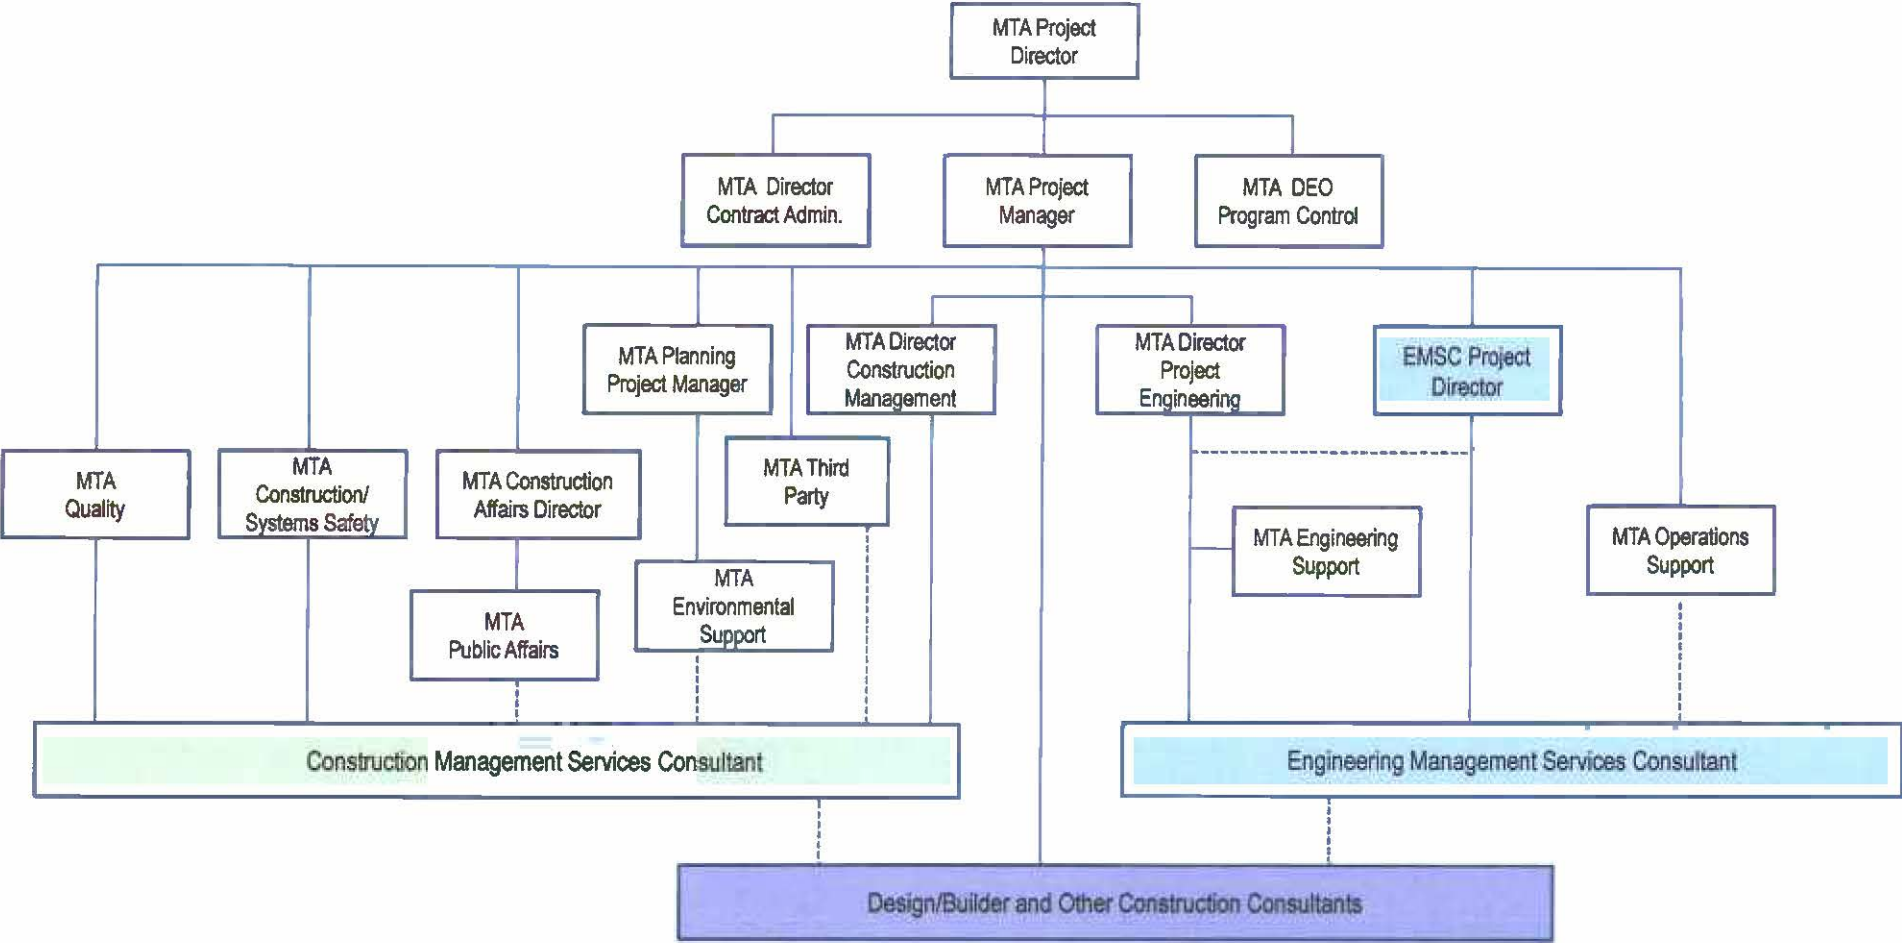 MTA Project
Director
MTA Director
Contract Admin.
MTA Project
Manager
MTA DEO
Program Control
MTA Planning
Project Manager
MTA Director
Construction
Management
MTA Director
Project
Engineering
EMSC Project
Director
MTA
Quality
MTA
Construction/
Systems Safety
MTA Construction
Affairs Director
MTA Third
Party
MTA Engineering
Support
MTA Operations
Support
MTA
Public Affairs
MTA
Environmental
Support
Construction Management Services Consultant
Engineering Management Services Consultant
Design/Builder and Other Construction Consultants